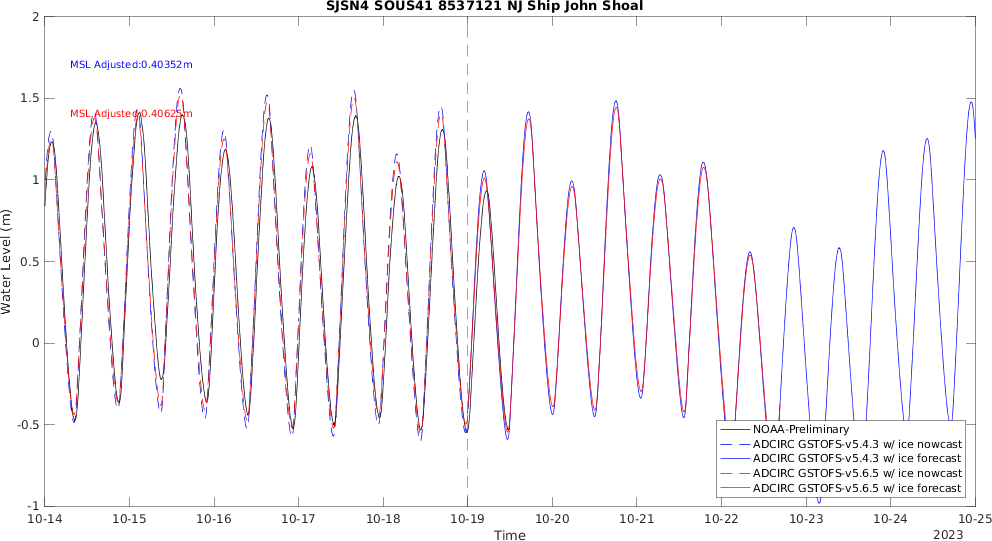 SJSN4 SOUS41 8537121 NJ Ship John Shoal
2
1.5
1
0.5
0
-0.5
-1
Water Level (m)
MSL Adjusted:0.40352m
MSL Adjusted:0.40625m
NOAA-Preliminary
ADCIRC GSTOFS-v5.4.3 w/ ice nowcast
ADCIRC GSTOFS-v5.4.3 w/ ice forecast
ADCIRC GSTOFS-v5.6.5 w/ ice nowcast
ADCIRC GSTOFS-v5.6.5 w/ ice forecast
10-14 10-15 10-16 10-17 10-18 10-19 10-20 10-21 10-22 10-23 10-24 10-25
Time
2023